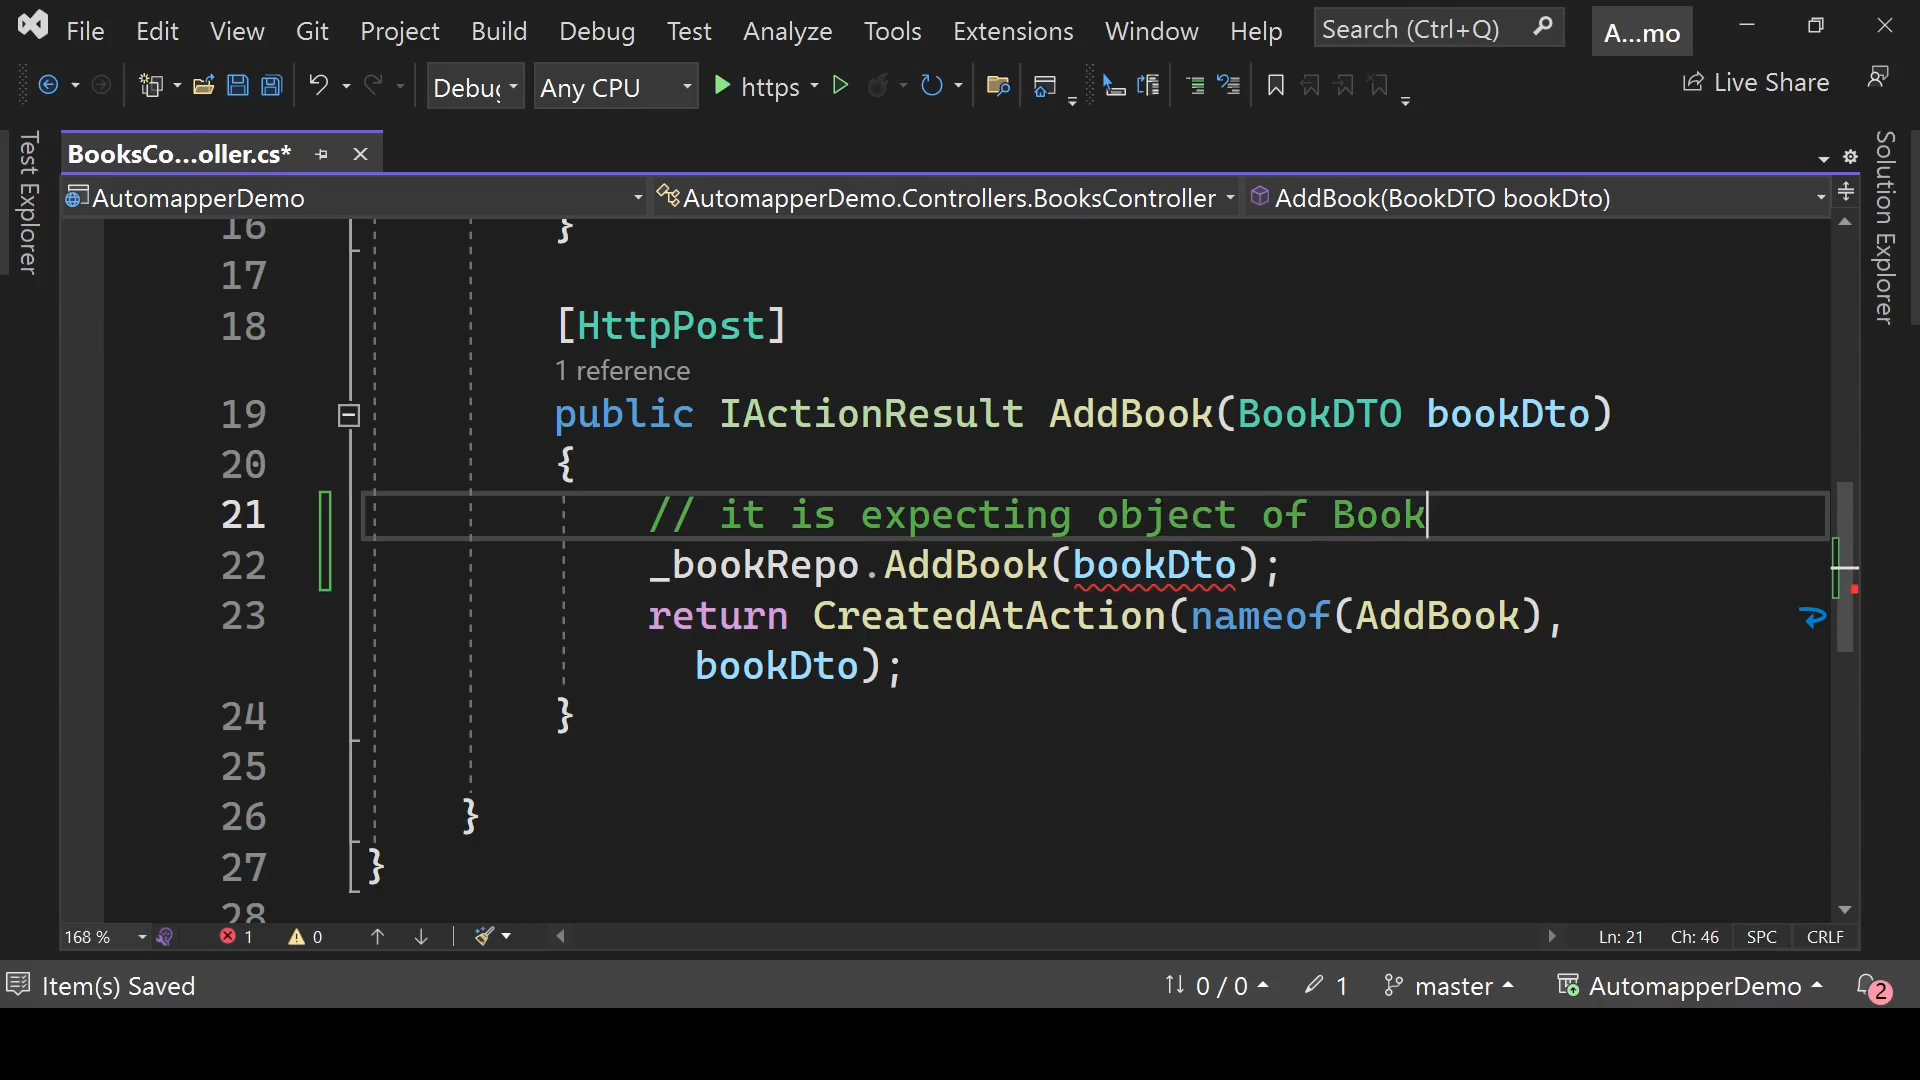 File Edit View Git Project Build Debug Test Analyze Tools Extensions Window Help Search (Ctrl+Q) A...mo
Debug Any CPU https Live Share
Test Explorer
BooksCo...oller.cs*
Solution Explorer
AutomapperDemo AutomapperDemo.Controllers.BooksController AddBook(BookDTO bookDto)
16 }
17
18 [HttpPost]
1 reference
19 public IActionResult AddBook(BookDTO bookDto)
20 {
21 // it is expecting object of Book
22 _bookRepo.AddBook(bookDto);
23 return CreatedAtAction(nameof(AddBook),
bookDto);
24 }
25
26 }
27 }
28
168 % 1 0 Ln: 21 Ch: 46 SPC CRLF
Item(s) Saved 0 / 0 1 master AutomapperDemo 2